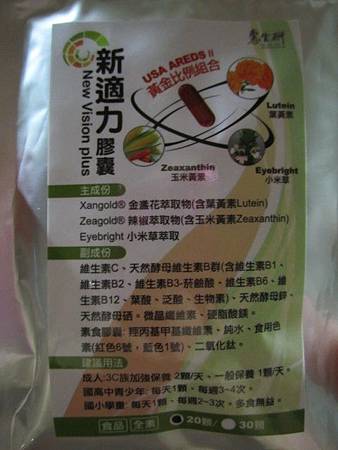 新適力膠囊
New Vision plus
USA AREDS II
黃金比例組合
Lutein
葉黃素
Zeaxanthin
玉米黃素
Eyebright
小米草
主成份
Xangold® 金盞花萃取物(含葉黃素Lutein)
Zeagold® 辣椒萃取物(含玉米黃素Zeaxanthin)
Eyebright 小米草萃取
副成份
維生素C、天然酵母維生素B群(含維生素B1、
維生素B2、維生素B3-菸鹼酸、維生素B6、維
生素B12、葉酸、泛酸、生物素)、天然酵母鋅、
天然酵母硒。微晶纖維素、硬脂酸鎂。
素食膠囊: 羥丙基甲基纖維素、純水、食用色
素(紅色6號、藍色1號)、二氧化鈦。
建議用法
成人:3C族加強保養 2顆/天、一般保養 1顆/天。
國高中青少年: 每天1顆、每週3~4次。
國小學童: 每天1顆、每週2~3次。多食無益。
食品 全素 20顆/ 30顆